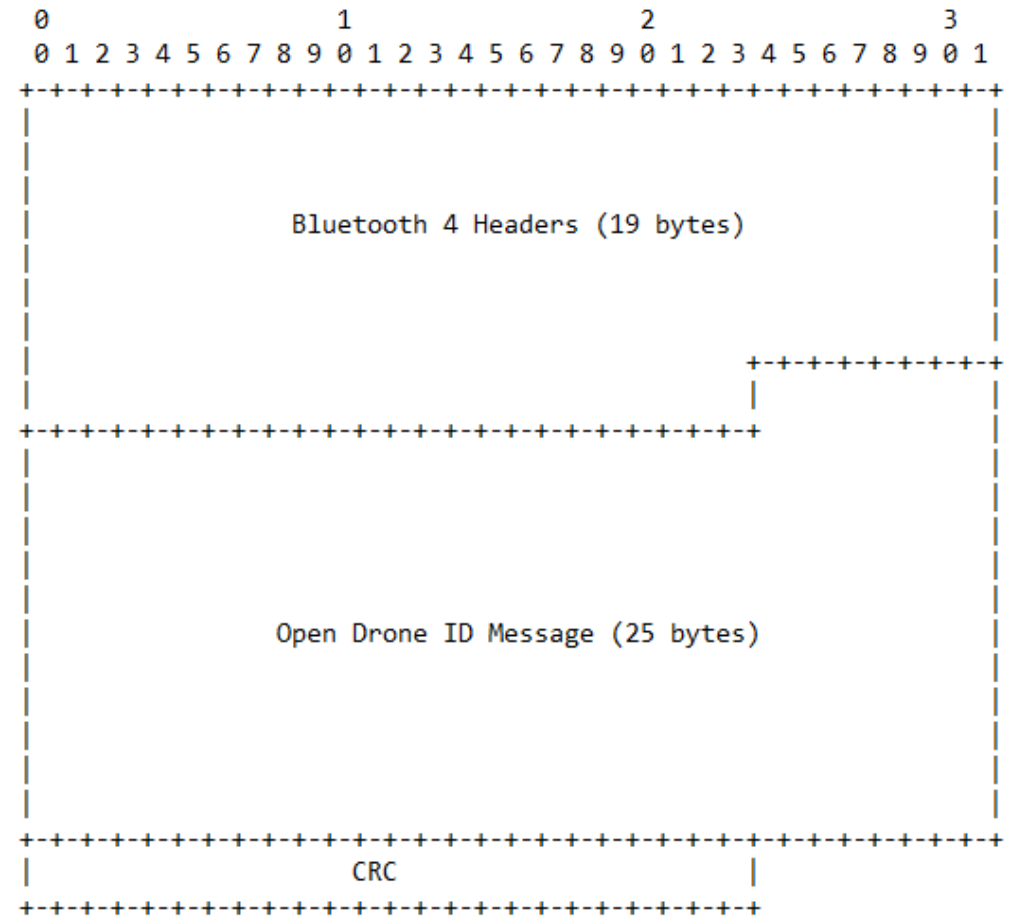 0 1 2 3
0 1 2 3 4 5 6 7 8 9 0 1 2 3 4 5 6 7 8 9 0 1 2 3 4 5 6 7 8 9 0 1
Bluetooth 4 Headers (19 bytes)
Open Drone ID Message (25 bytes)
CRC